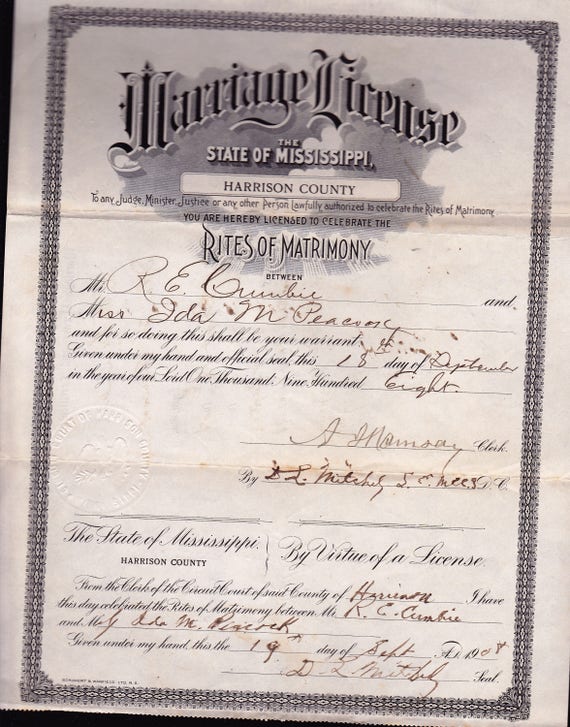 Marriage License
THE
STATE OF MISSISSIPPI,
HARRISON COUNTY
To any Judge, Minister, Justice or any other Person Lawfully authorized to celebrate the Rites of Matrimony
YOU ARE HEREBY LICENSED TO CELEBRATE THE
RITES OF MATRIMONY
BETWEEN
Mr. R E Cumbie and
Miss Ida M Peacock
and for so doing this shall be your warrant
Given under my hand and official seal, this 18 day of September
in the year of our Lord One Thousand, Nine Hundred Eight.
Clerk.
By D L Mitchely D. C.
The State of Mississippi,
HARRISON COUNTY
By Virtue of a License,
From the Clerk of the Circuit Court of said County of Harrison I have
this day celebrated the Rites of Matrimony between Mr. R. E. Cumbie
and M Ida M. Peacock
Given under my hand, this the 19 day of Sept A.D. 1908
D. L. Mitchely Seal.